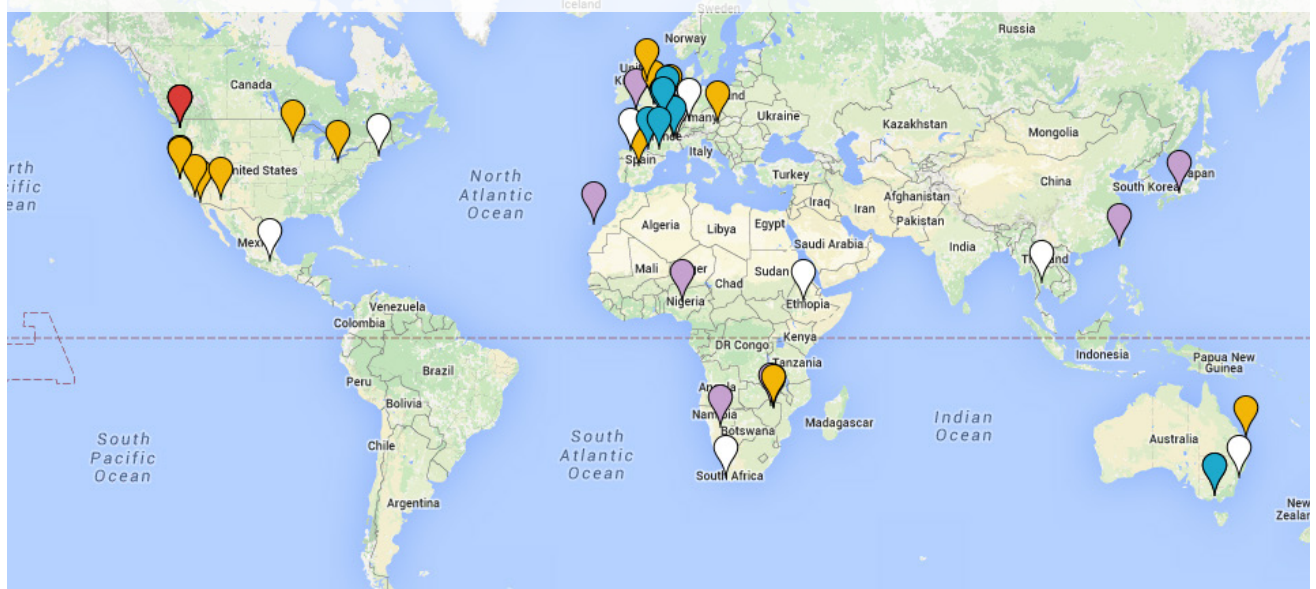 Iceland
Sweden
Norway
Russia
Canada
Ukraine
Kazakhstan
Mongolia
United States
Spain
Italy
Turkey
South Korea
China
North
Atlantic
Ocean
Afghanistan
Iraq
Iran
Pakistan
Algeria
Libya
Egypt
Saudi Arabia
India
Mali
Chad
Sudan
Nigeria
Ethiopia
Venezuela
Colombia
DR Congo
Kenya
Tanzania
Indonesia
Papua New
Guinea
Peru
Brazil
Bolivia
Botswana
Madagascar
Indian
Ocean
Australia
South
Pacific
Ocean
Chile
South
Atlantic
Ocean
South Africa
Argentina
New